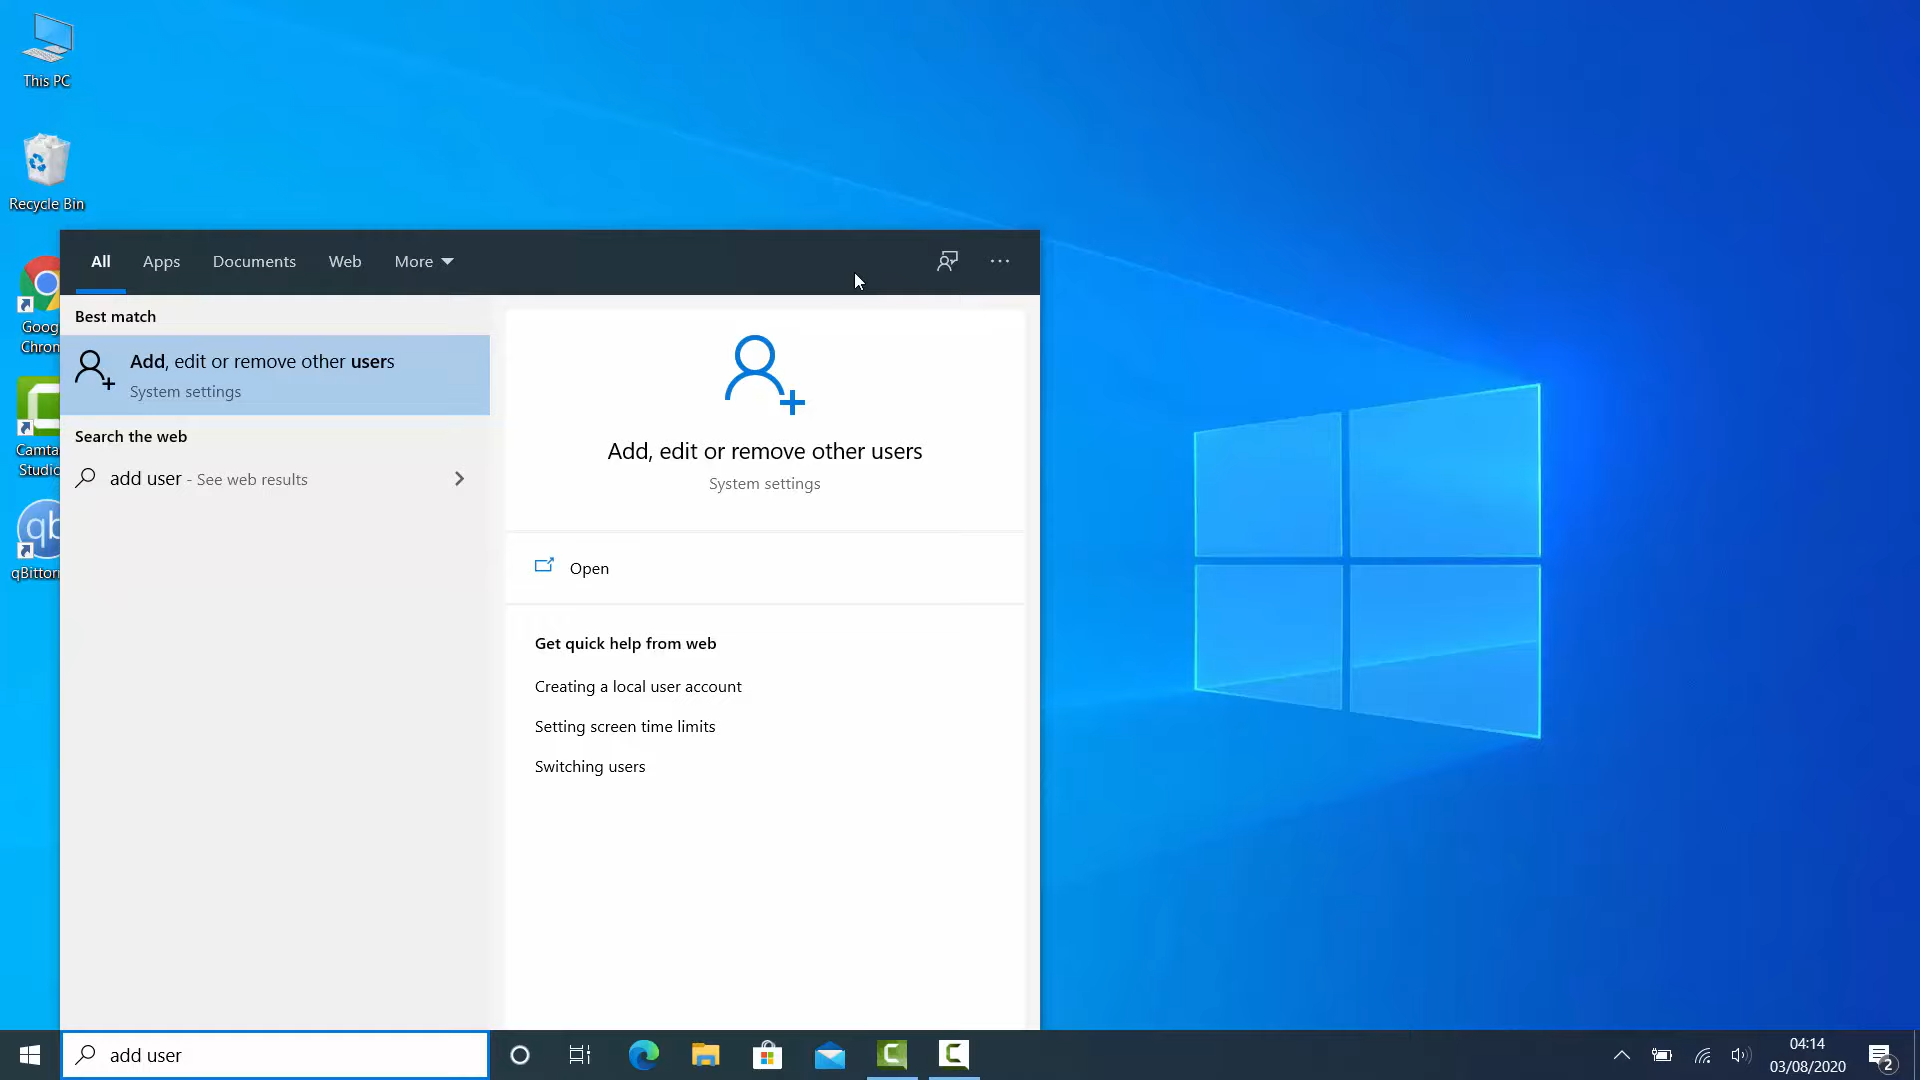 This PC
Recycle Bin
Goog
Chron
Camta
Studio
qb
qBittorr
All
Apps
Documents
Web
More
Best match
Add, edit or remove other users
System settings
Search the web
add user - See web results
Add, edit or remove other users
System settings
Open
Get quick help from web
Creating a local user account
Setting screen time limits
Switching users
add user
04:14
03/08/2020
2